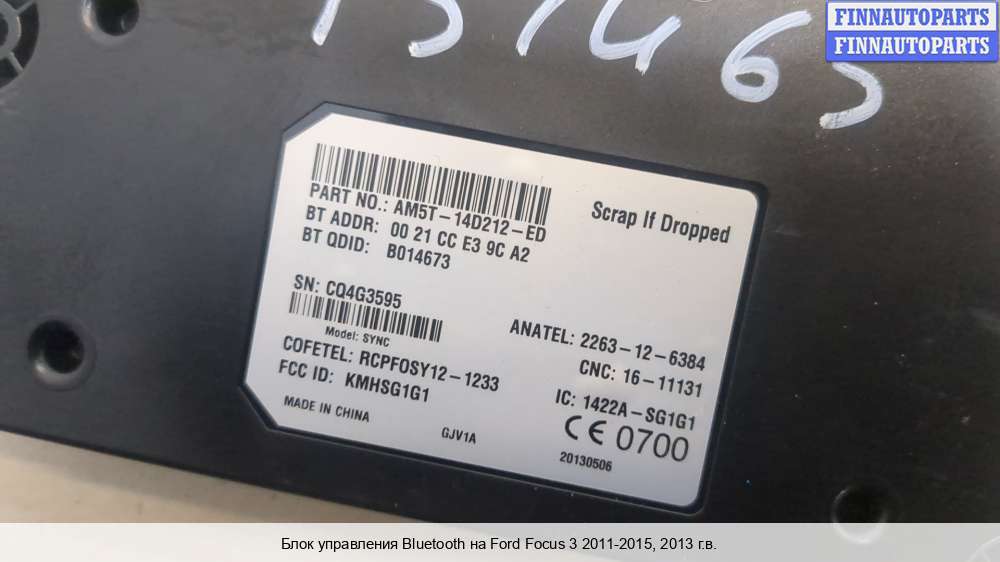 FINNAUTOPARTS
FINNAUTOPARTS
PART NO.: AM5T-14D212-ED
BT ADDR: 00 21 CC E3 9C A2
BT QDID: B014673
Scrap If Dropped
SN: CQ4G3595
Model: SYNC
COFETEL: RCPFOSY12-1233
FCC ID: KMHSG1G1
MADE IN CHINA
GJV1A
ANATEL: 2263-12-6384
CNC: 16-11131
IC: 1422A-SG1G1
CE 0700
20130506
Блок управления Bluetooth на Ford Focus 3 2011-2015, 2013 г.в.